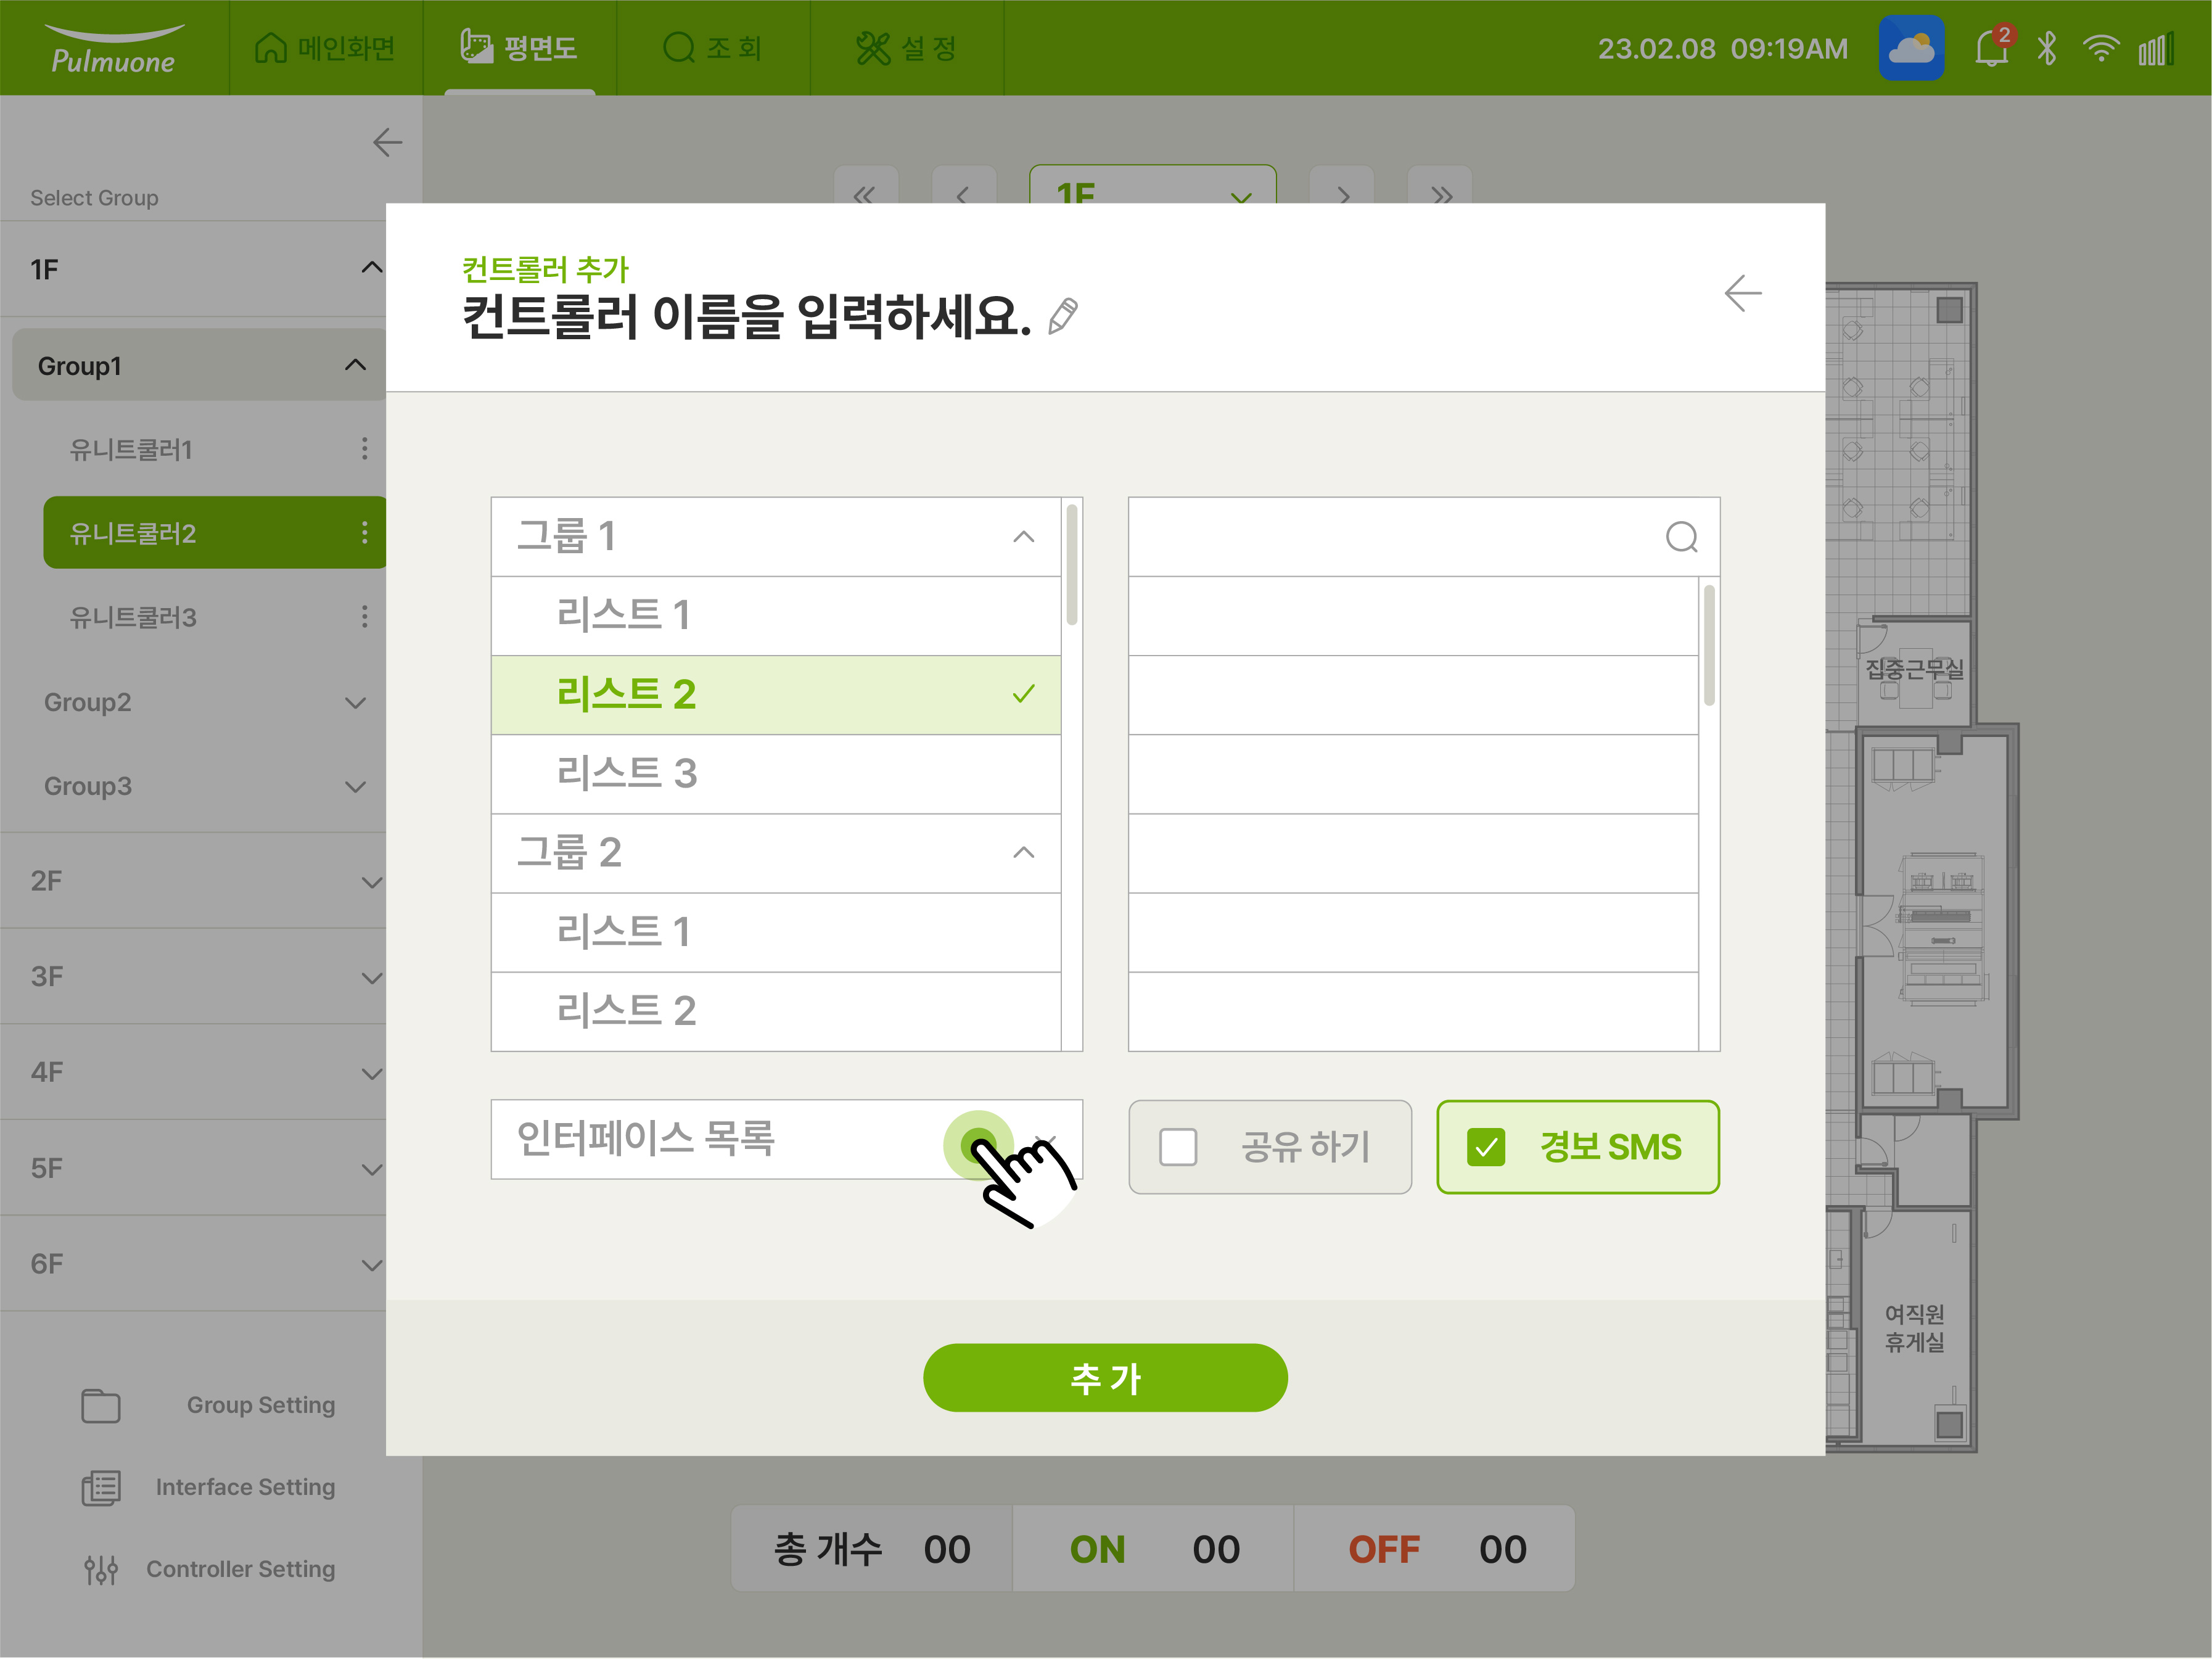 Pulmuone
메인화면
평면도
조 회
설 정
23.02.08 09:19AM
2
Select Group
1F
Group1
유니트쿨러1
유니트쿨러2
유니트쿨러3
Group2
Group3
2F
3F
4F
5F
6F
Group Setting
Interface Setting
Controller Setting
1F
컨트롤러 추가
컨트롤러 이름을 입력하세요.
그룹 1
리스트 1
리스트 2
리스트 3
그룹 2
리스트 1
리스트 2
인터페이스 목록
공유 하기
경보 SMS
추 가
집중근무실
여직원
휴게실
총 개수 00
ON 00
OFF 00